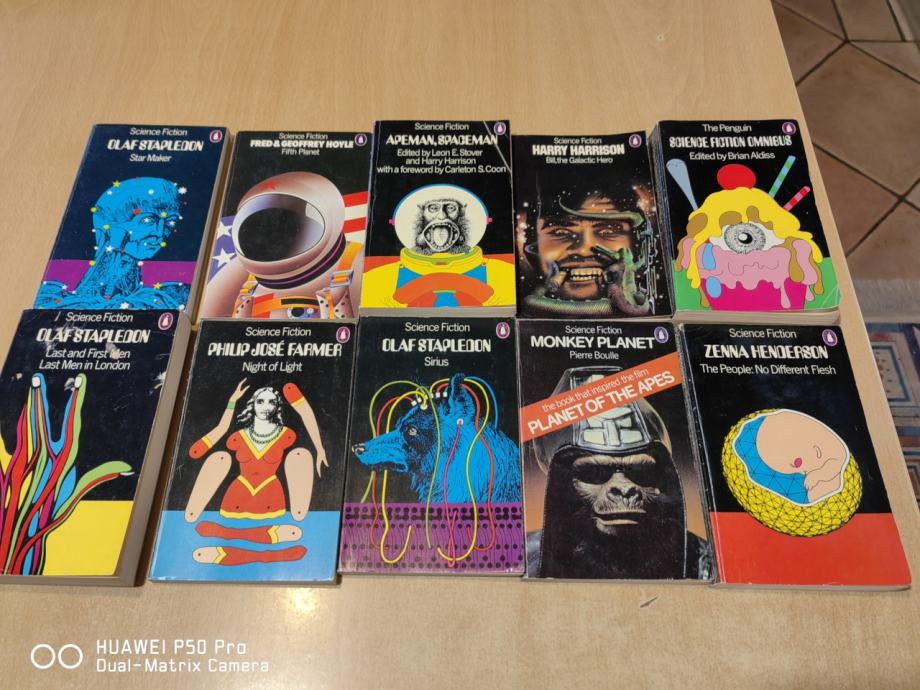 Science Fiction
OLAF STAPLEDON
Star Maker
Science Fiction
FRED & GEOFFREY HOYLE
Fifth Planet
Science Fiction
APEMAN, SPACEMAN
Edited by Leon E. Stover
and Harry Harrison
with a foreword by Carleton S. Coon
Science Fiction
HARRY HARRISON
Bill, the Galactic Hero
The Penguin
SCIENCE FICTION OMNIBUS
Edited by Brian Aldiss
Science Fiction
OLAF STAPLEDON
Last and First Men
Last Men in London
Science Fiction
PHILIP JOSÉ FARMER
Night of Light
Science Fiction
OLAF STAPLEDON
Sirius
Science Fiction
MONKEY PLANET
Pierre Boulle
the book that inspired the film
PLANET OF THE APES
Science Fiction
ZENNA HENDERSON
The People: No Different Flesh
HUAWEI P50 Pro
Dual-Matrix Camera